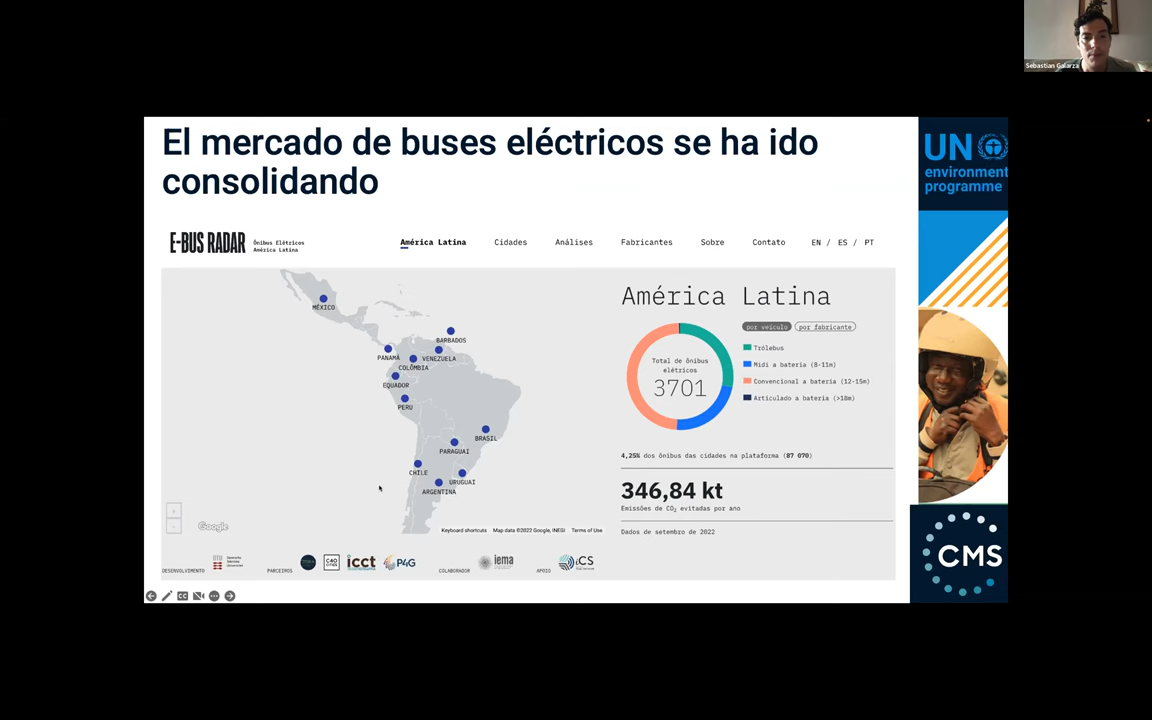 Sebastian Galarza
El mercado de buses eléctricos se ha ido
consolidando
UN
environment
programme
E-BUS RADAR
Ônibus Elétricos
América Latina
América Latina
Cidades
Análises
Fabricantes
Sobre
Contato
EN / ES / PT
MÉXICO
BARBADOS
PANAMÁ
VENEZUELA
COLÔMBIA
EQUADOR
PERU
BRASIL
PARAGUAI
CHILE
URUGUAI
ARGENTINA
América Latina
por veículo
por fabricante
Total de ônibus
elétricos
3701
Trólebus
Midi a bateria (8-11m)
Convencional a bateria (12-15m)
Articulado a bateria (>18m)
4,25% dos ônibus das cidades na plataforma (87 070)
346,84 kt
Emissões de CO₂ evitadas por ano
Dados de setembro de 2022
Google
Keyboard shortcuts
Map data ©2022 Google, INEGI
Terms of Use
DESENVOLVIMENTO
PARCEIROS
C40
icct
P4G
COLABORADOR
iema
APOIO
iCS
CMS
CC